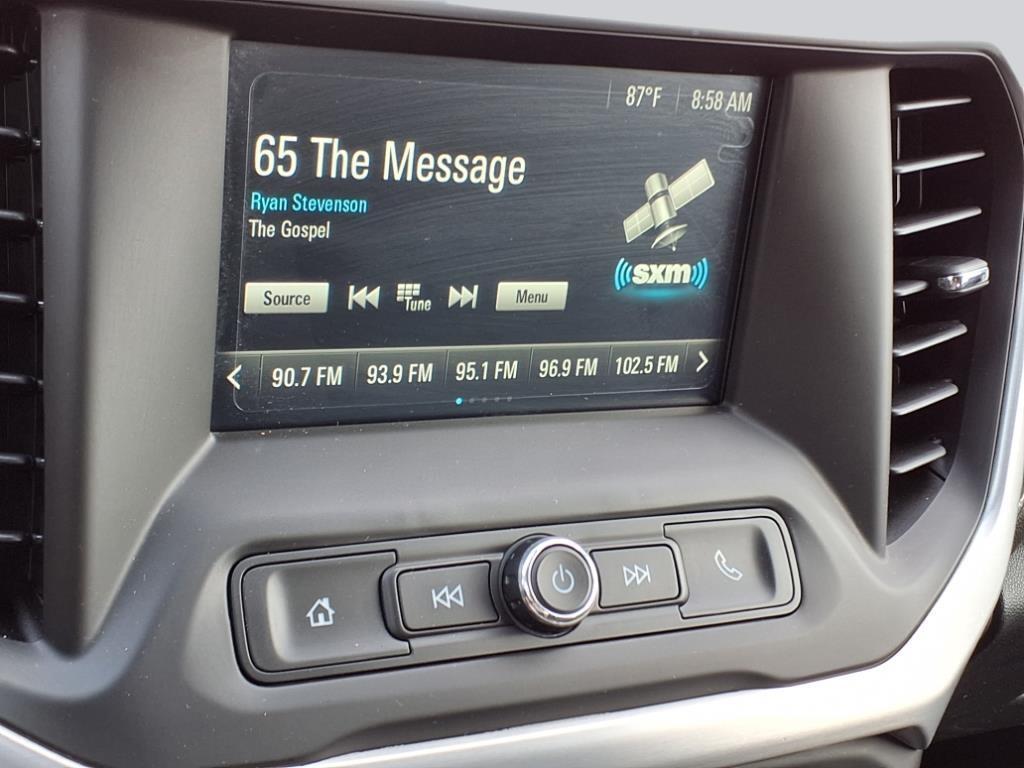 87°F 8:58 AM
65 The Message
Ryan Stevenson
The Gospel
sxm
Source Tune Menu
90.7 FM 93.9 FM 95.1 FM 96.9 FM 102.5 FM